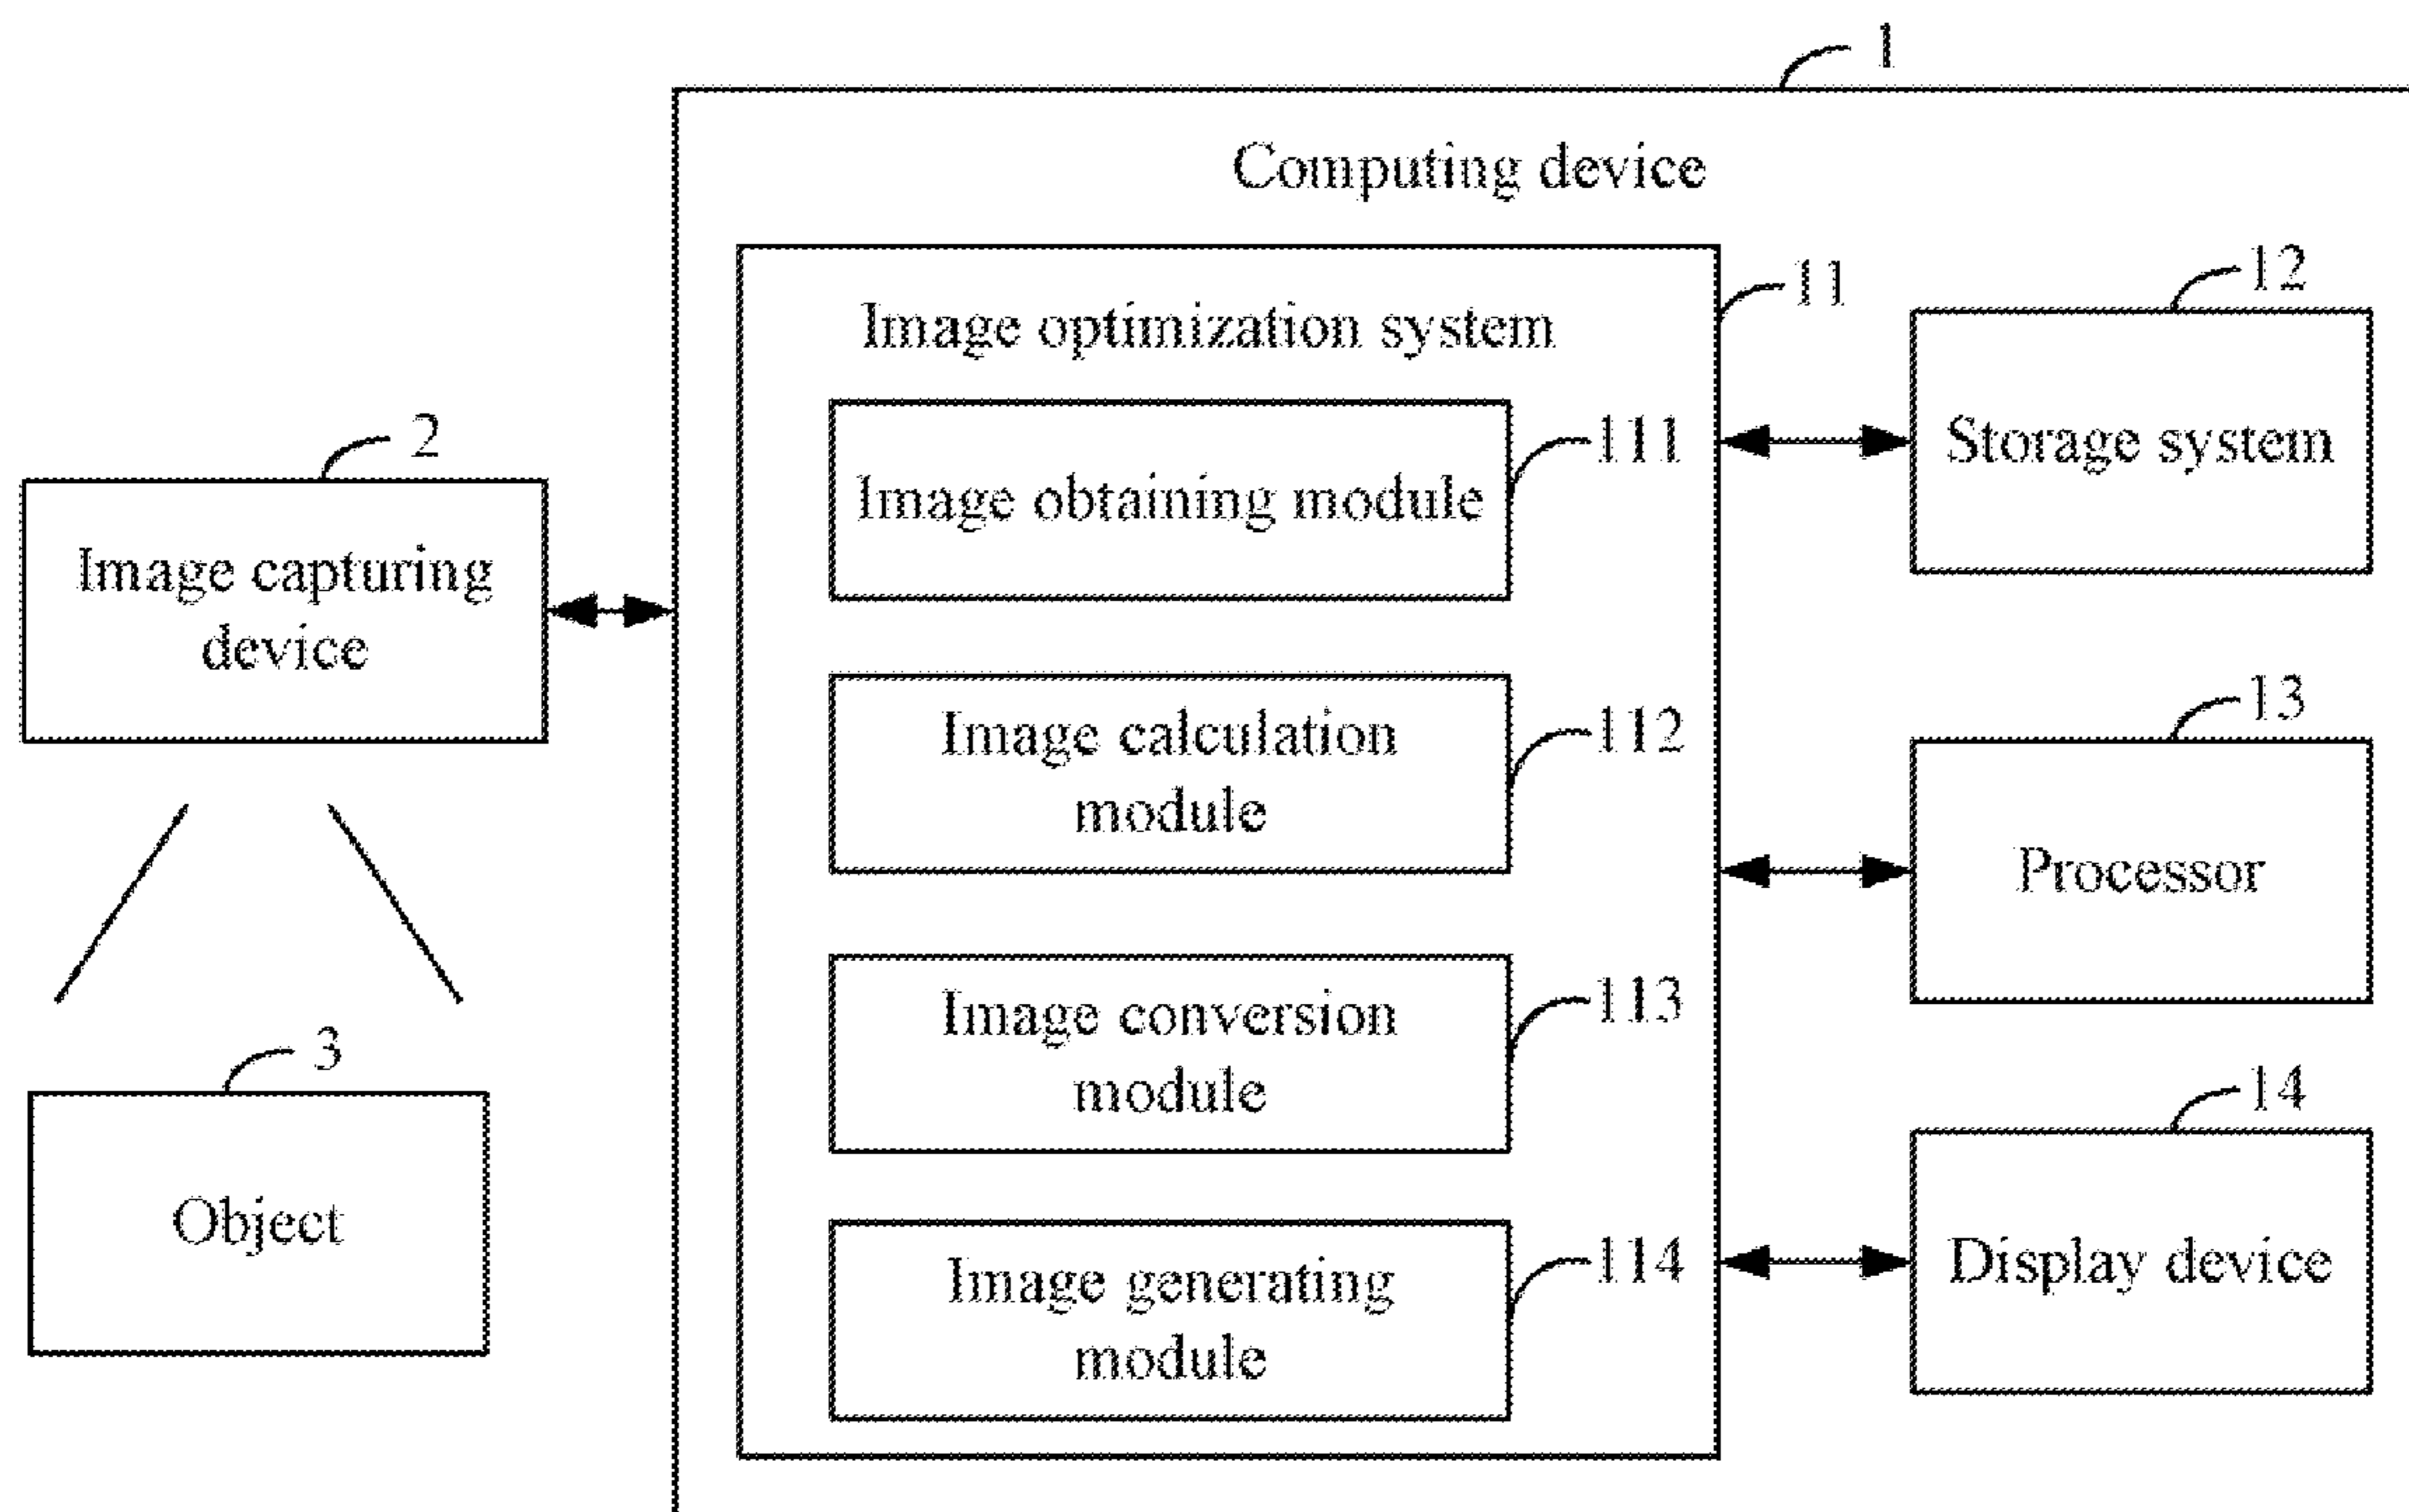 1
Computing device
Image optimization system
11
12
Image obtaining module
111
Storage system
2
Image capturing
device
Image calculation
module
112
13
Processor
Image conversion
module
113
3
Object
14
Display device
Image generating
module
114